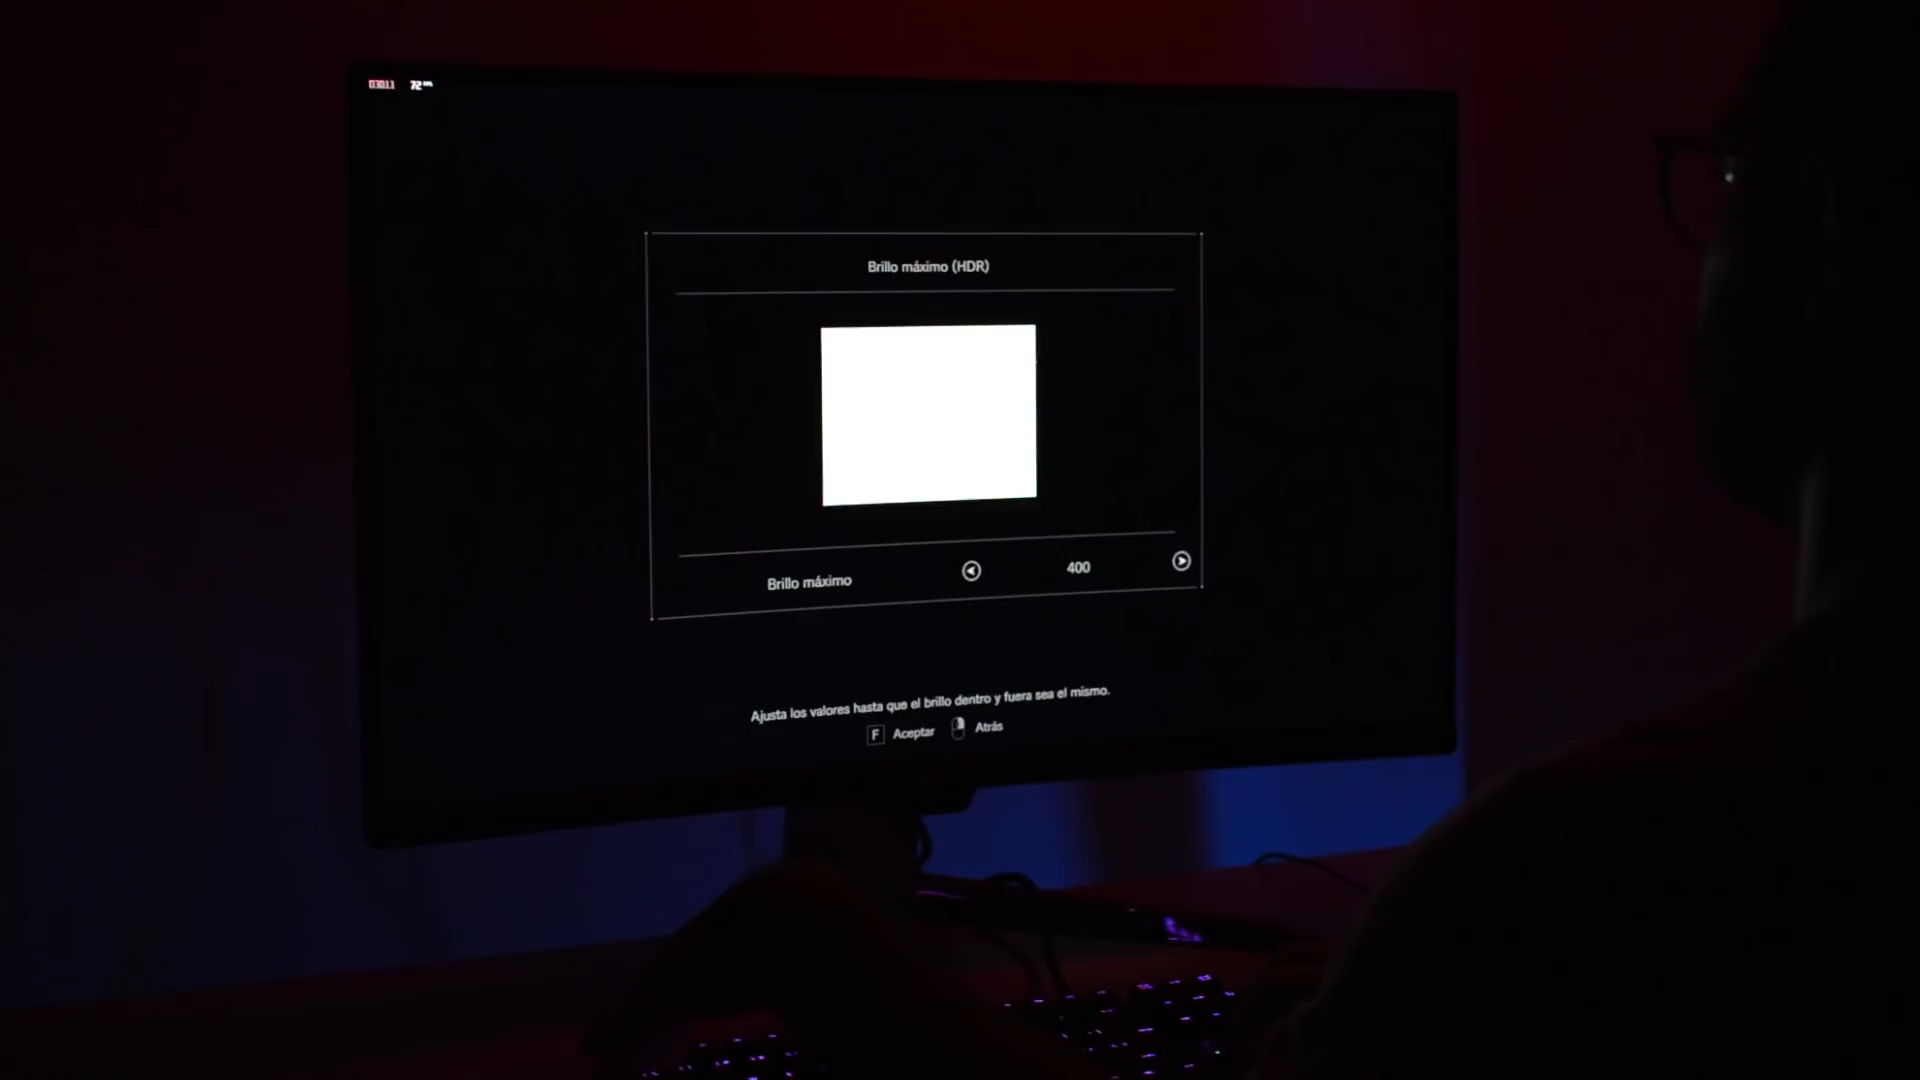 72
Brillo máximo (HDR)
Brillo máximo 400
Ajusta los valores hasta que el brillo dentro y fuera sea el mismo.
F Aceptar Atrás